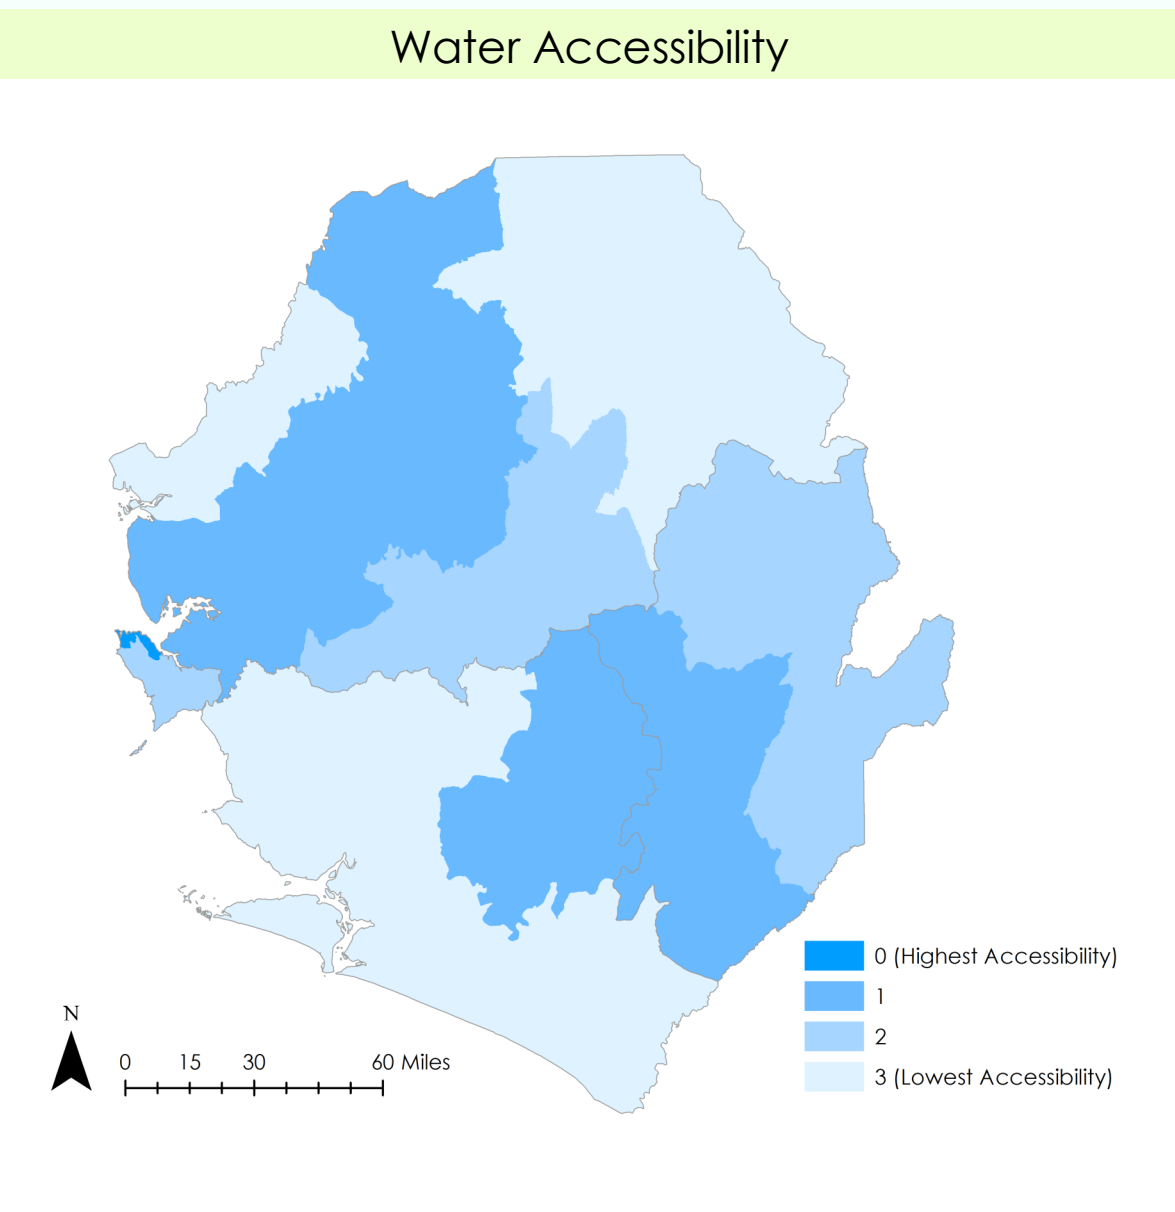 Water Accessibility
0 (Highest Accessibility)
1
2
3 (Lowest Accessibility)
N
0 15 30 60 Miles